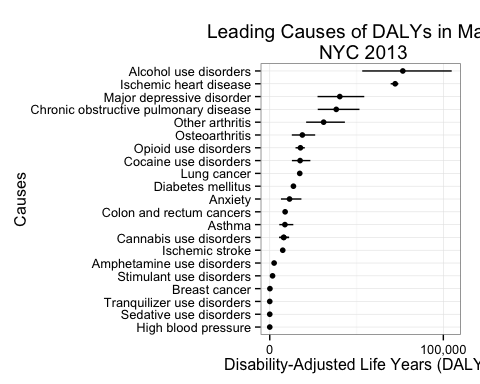 Leading Causes of DALYs in Ma
NYC 2013
Alcohol use disorders
Ischemic heart disease
Major depressive disorder
Chronic obstructive pulmonary disease
Other arthritis
Osteoarthritis
Opioid use disorders
Cocaine use disorders
Lung cancer
Diabetes mellitus
Anxiety
Colon and rectum cancers
Asthma
Cannabis use disorders
Ischemic stroke
Amphetamine use disorders
Stimulant use disorders
Breast cancer
Tranquilizer use disorders
Sedative use disorders
High blood pressure
Causes
0 100,000
Disability-Adjusted Life Years (DALY